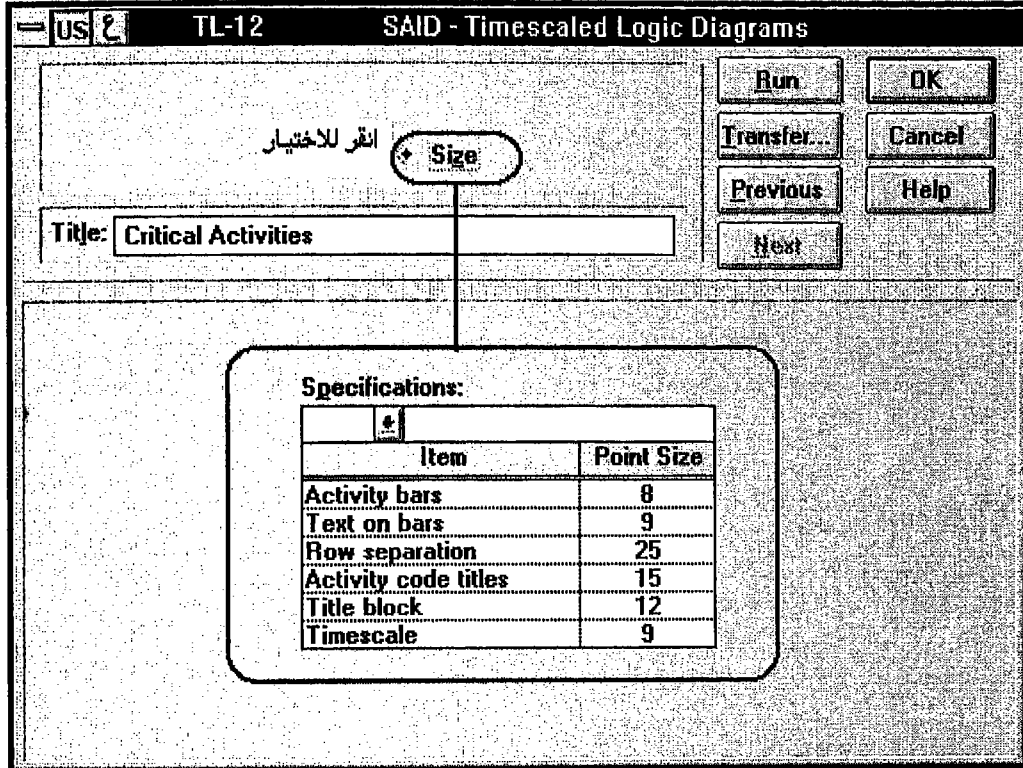 US ع TL-12 SAID - Timescaled Logic Diagrams
Run OK
انقر للاختيار Size
Transfer... Cancel
Previous Help
Title: Critical Activities
Next
Specifications:
Item Point Size
Activity bars 8
Text on bars 9
Row separation 25
Activity code titles 15
Title block 12
Timescale 9